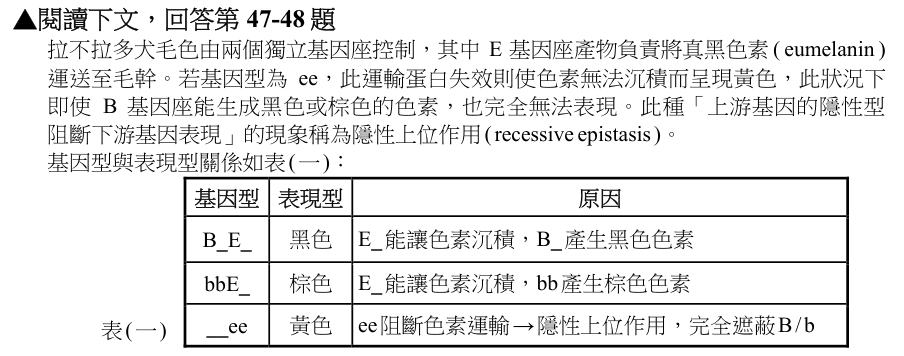 ▲閱讀下文，回答第 47-48 題
拉不拉多犬毛色由兩個獨立基因座控制，其中 E 基因座產物負責將真黑色素(eumelanin)
運送至毛幹。若基因型為 ee，此運輸蛋白失效則使色素無法沉積而呈現黃色，此狀況下
即使 B 基因座能生成黑色或棕色的色素，也完全無法表現。此種「上游基因的隱性型
阻斷下游基因表現」的現象稱為隱性上位作用(recessive epistasis)。
基因型與表現型關係如表(一)：
基因型 表現型 原因
B_E_ 黑色 E_能讓色素沉積，B_產生黑色色素
bbE_ 棕色 E_能讓色素沉積，bb產生棕色色素
表(一) __ee 黃色 ee阻斷色素運輸→隱性上位作用，完全遮蔽B/b